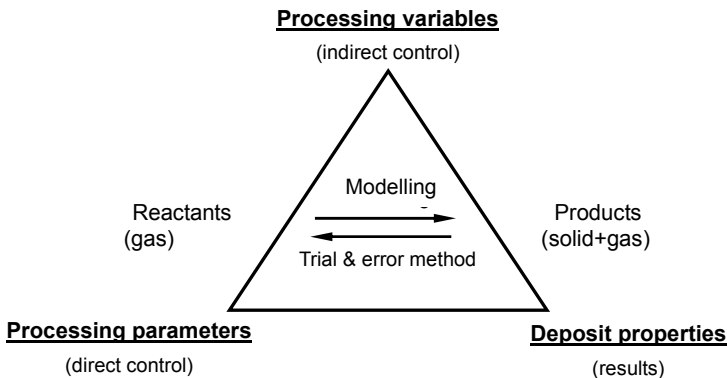 Processing variables
(indirect control)
Modelling
Reactants
(gas)
Products
(solid+gas)
Trial & error method
Processing parameters
(direct control)
Deposit properties
(results)